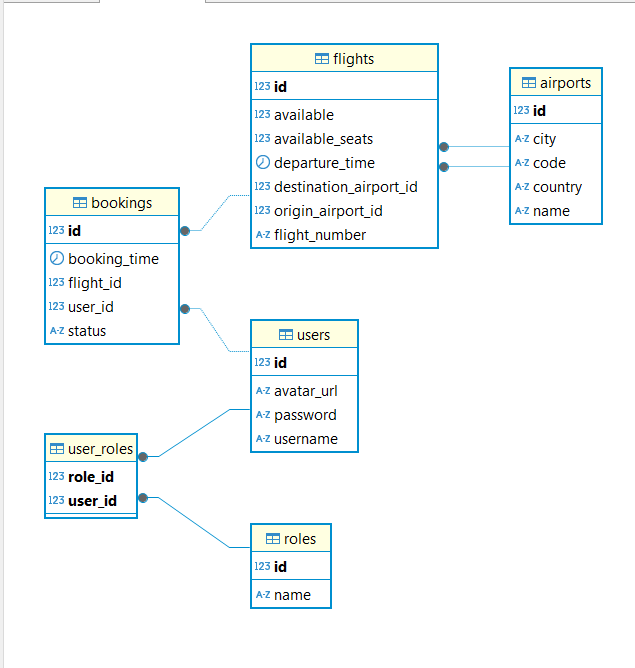 flights
123 id
123 available
123 available_seats
departure_time
123 destination_airport_id
123 origin_airport_id
A-Z flight_number
airports
123 id
A-Z city
A-Z code
A-Z country
A-Z name
bookings
123 id
booking_time
123 flight_id
123 user_id
A-Z status
users
123 id
A-Z avatar_url
A-Z password
A-Z username
user_roles
123 role_id
123 user_id
roles
123 id
A-Z name